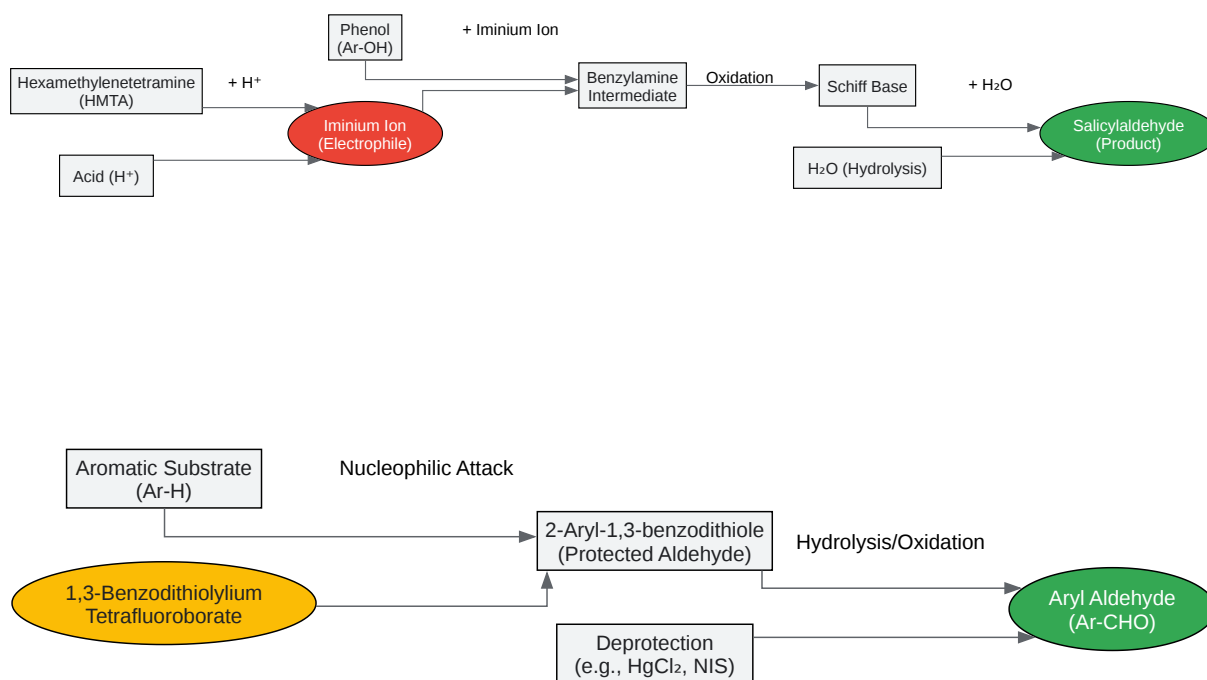 Phenol
(Ar-OH)
+ Iminium Ion
Hexamethylenetetramine
(HMTA)
+ H⁺
Benzylamine
Intermediate
Oxidation
Schiff Base
+ H₂O
Iminium Ion
(Electrophile)
Salicylaldehyde
(Product)
Acid (H⁺)
H₂O (Hydrolysis)
Aromatic Substrate
(Ar-H)
Nucleophilic Attack
2-Aryl-1,3-benzodithiole
(Protected Aldehyde)
Hydrolysis/Oxidation
1,3-Benzodithiolylium
Tetrafluoroborate
Aryl Aldehyde
(Ar-CHO)
Deprotection
(e.g., HgCl₂, NIS)